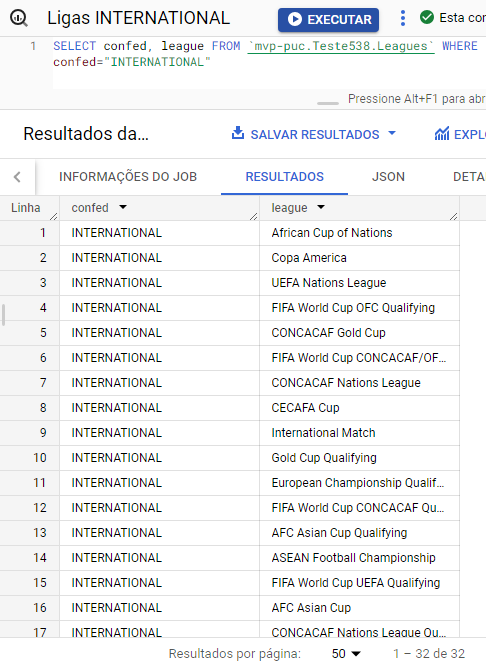 Ligas INTERNATIONAL
EXECUTAR
Esta cor
1 SELECT confed, league FROM `mvp-puc.Teste538.Leagues` WHERE
confed="INTERNATIONAL"
Pressione Alt+F1 para abr
Resultados da...
SALVAR RESULTADOS
EXPL
INFORMAÇÕES DO JOB RESULTADOS JSON DETA
Linha confed league
1 INTERNATIONAL African Cup of Nations
2 INTERNATIONAL Copa America
3 INTERNATIONAL UEFA Nations League
4 INTERNATIONAL FIFA World Cup OFC Qualifying
5 INTERNATIONAL CONCACAF Gold Cup
6 INTERNATIONAL FIFA World Cup CONCACAF/OF...
7 INTERNATIONAL CONCACAF Nations League
8 INTERNATIONAL CECAFA Cup
9 INTERNATIONAL International Match
10 INTERNATIONAL Gold Cup Qualifying
11 INTERNATIONAL European Championship Qualif...
12 INTERNATIONAL FIFA World Cup CONCACAF Qu...
13 INTERNATIONAL AFC Asian Cup Qualifying
14 INTERNATIONAL ASEAN Football Championship
15 INTERNATIONAL FIFA World Cup UEFA Qualifying
16 INTERNATIONAL AFC Asian Cup
17 INTERNATIONAL CONCACAF Nations League Qu...
Resultados por página: 50 1 – 32 de 32